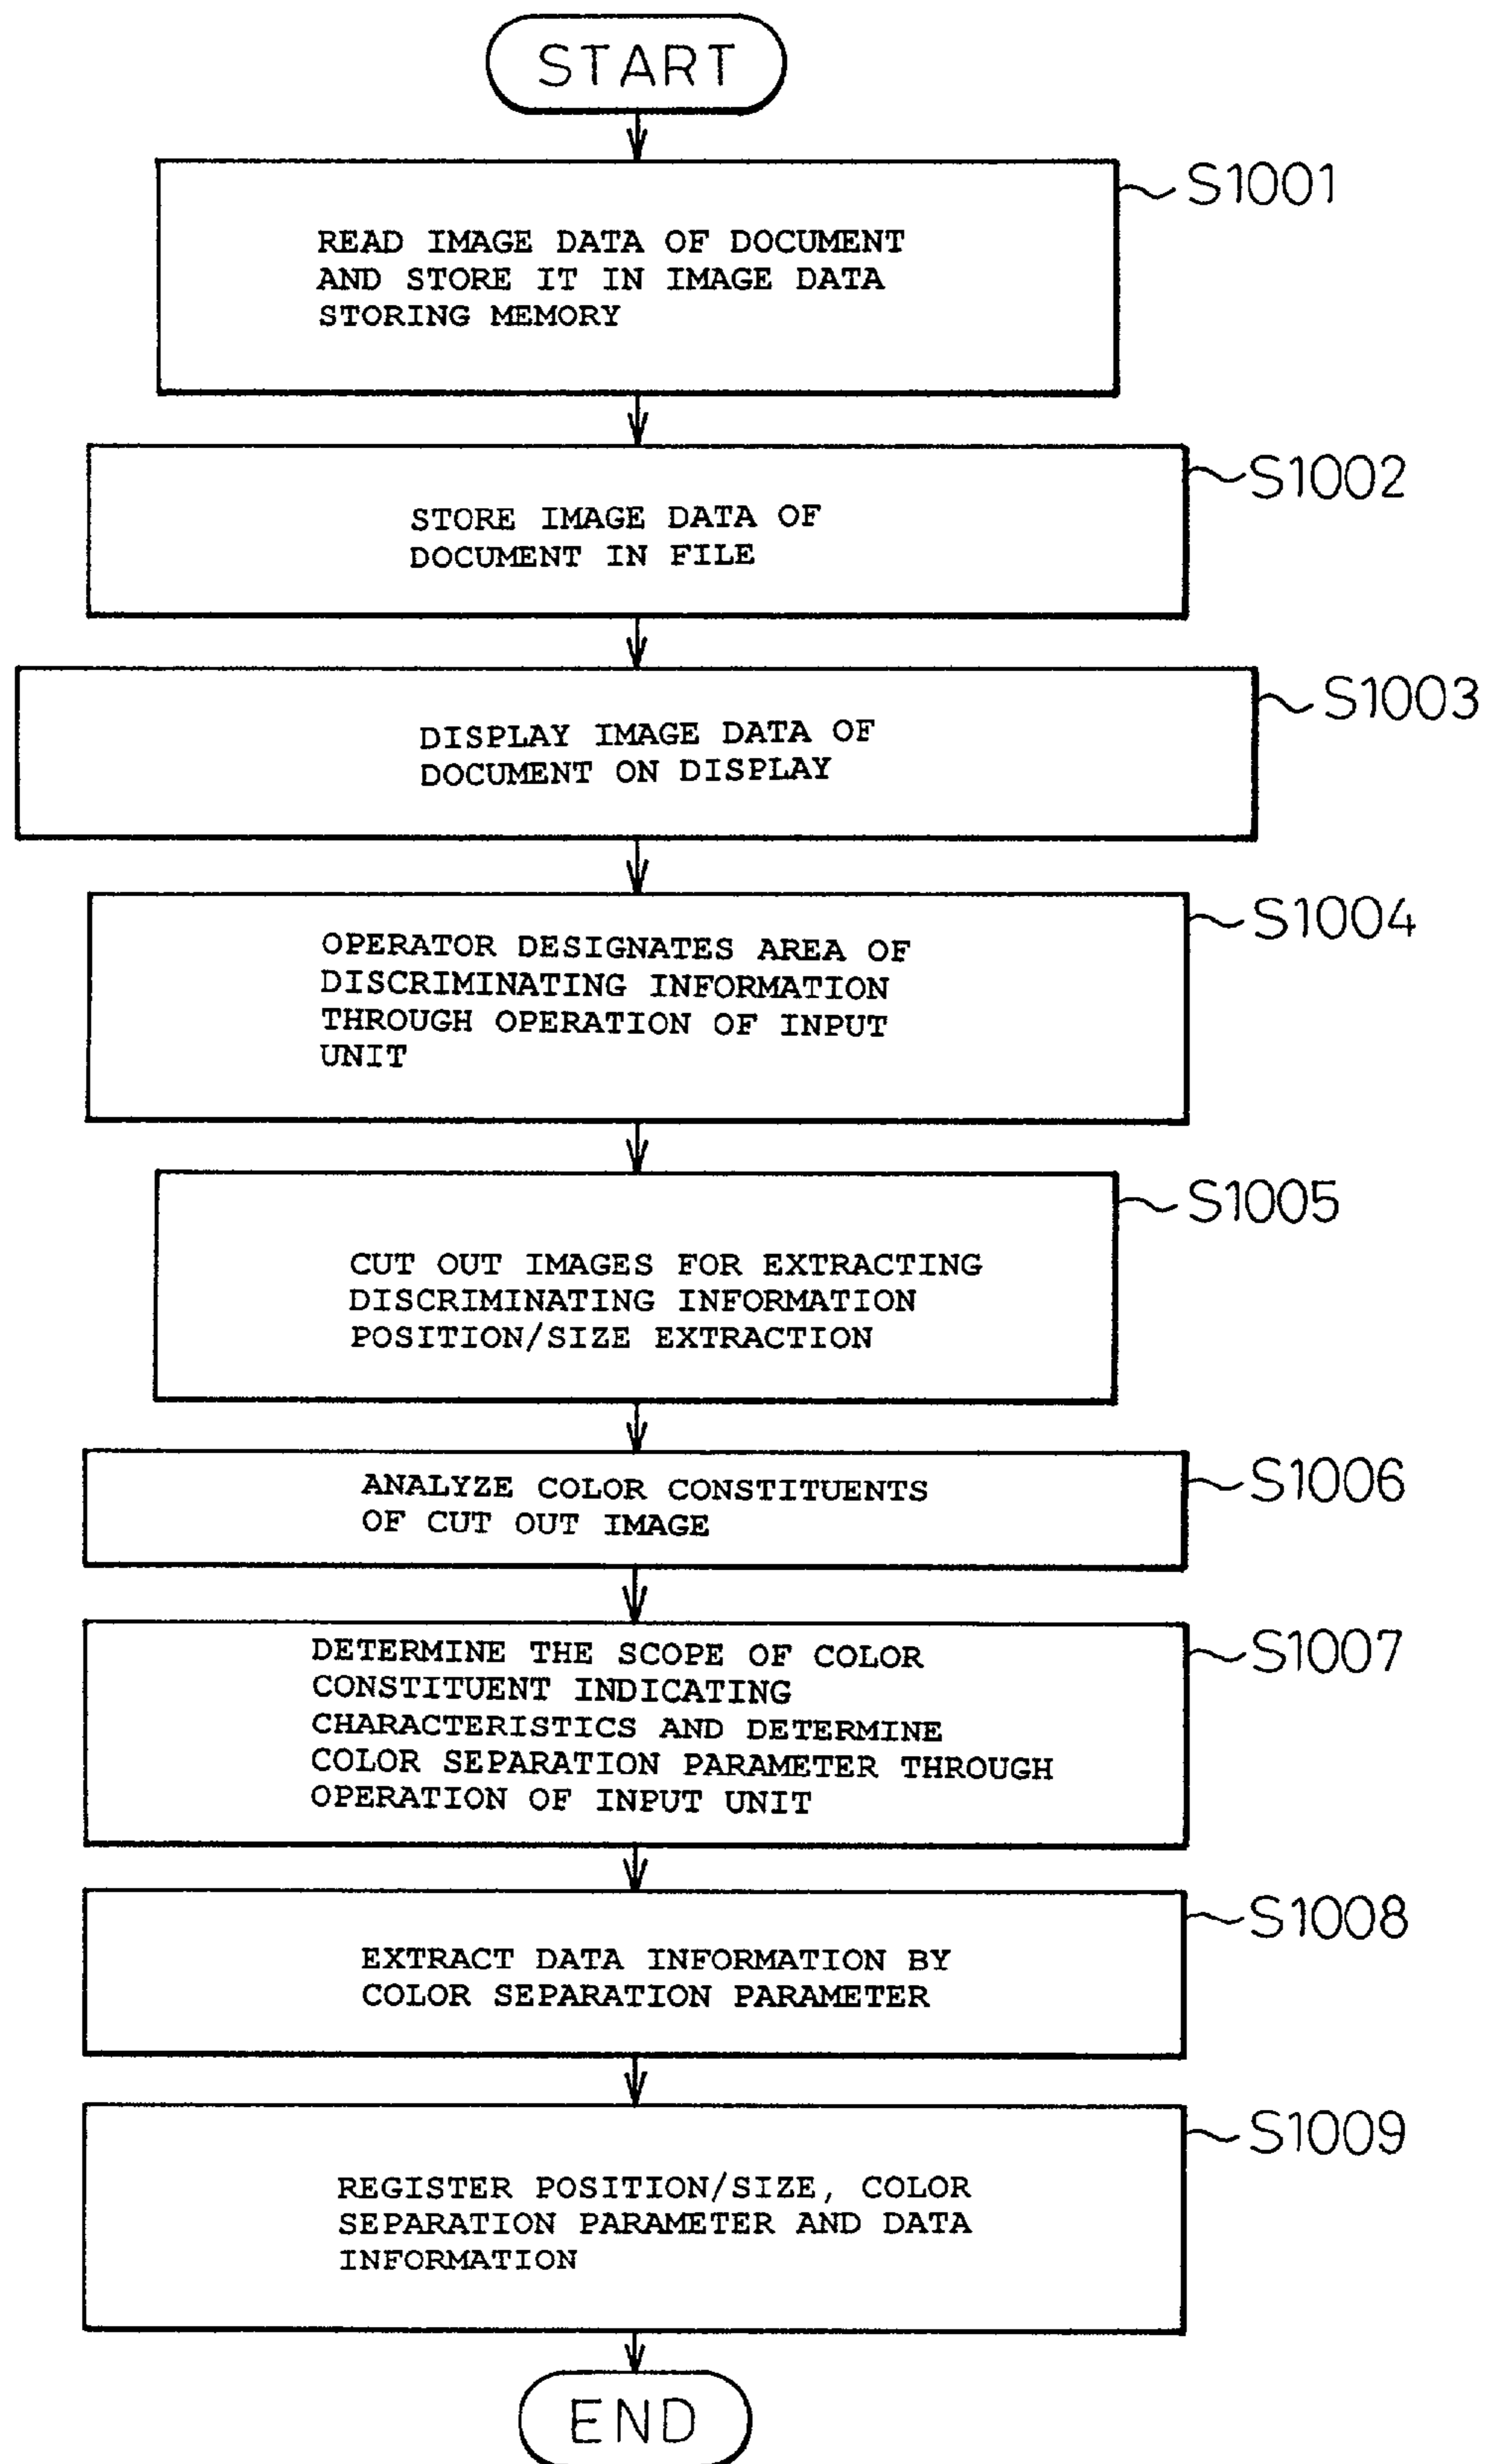 START
S1001
READ IMAGE DATA OF DOCUMENT
AND STORE IT IN IMAGE DATA
STORING MEMORY
S1002
STORE IMAGE DATA OF
DOCUMENT IN FILE
S1003
DISPLAY IMAGE DATA OF
DOCUMENT ON DISPLAY
S1004
OPERATOR DESIGNATES AREA OF
DISCRIMINATING INFORMATION
THROUGH OPERATION OF INPUT
UNIT
S1005
CUT OUT IMAGES FOR EXTRACTING
DISCRIMINATING INFORMATION
POSITION/SIZE EXTRACTION
S1006
ANALYZE COLOR CONSTITUENTS
OF CUT OUT IMAGE
S1007
DETERMINE THE SCOPE OF COLOR
CONSTITUENT INDICATING
CHARACTERISTICS AND DETERMINE
COLOR SEPARATION PARAMETER THROUGH
OPERATION OF INPUT UNIT
S1008
EXTRACT DATA INFORMATION BY
COLOR SEPARATION PARAMETER
S1009
REGISTER POSITION/SIZE, COLOR
SEPARATION PARAMETER AND DATA
INFORMATION
END